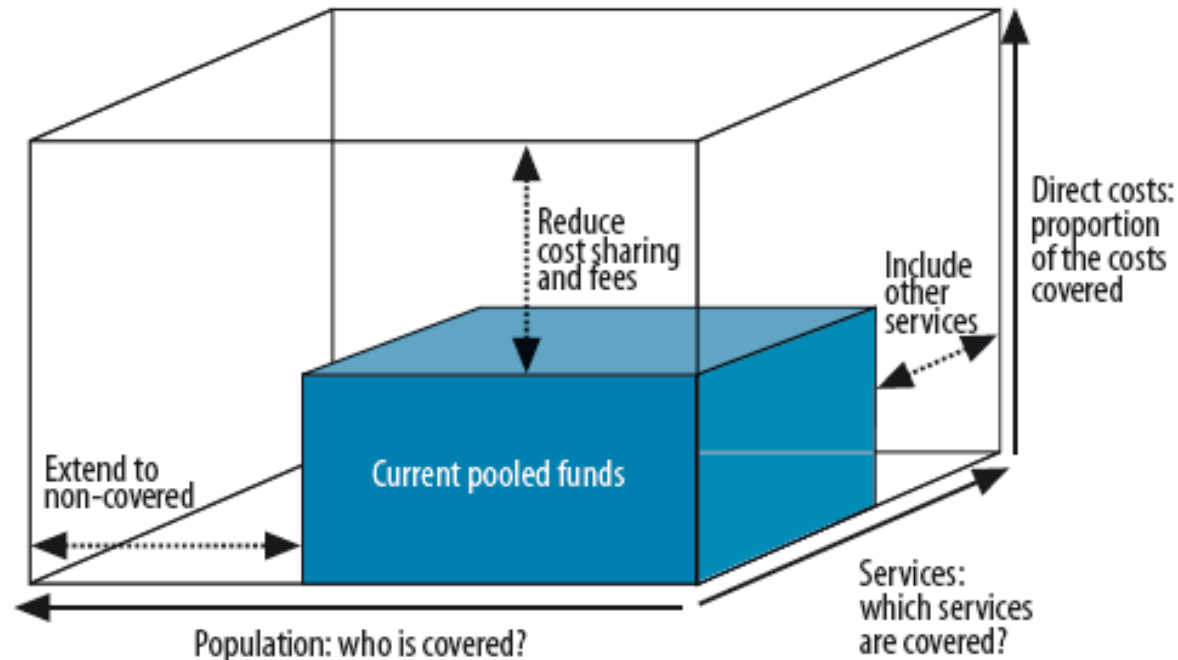 Reduce
cost sharing
and fees
Direct costs:
proportion
of the costs
covered
Include
other
services
Extend to
non-covered
Current pooled funds
Services:
which services
are covered?
Population: who is covered?